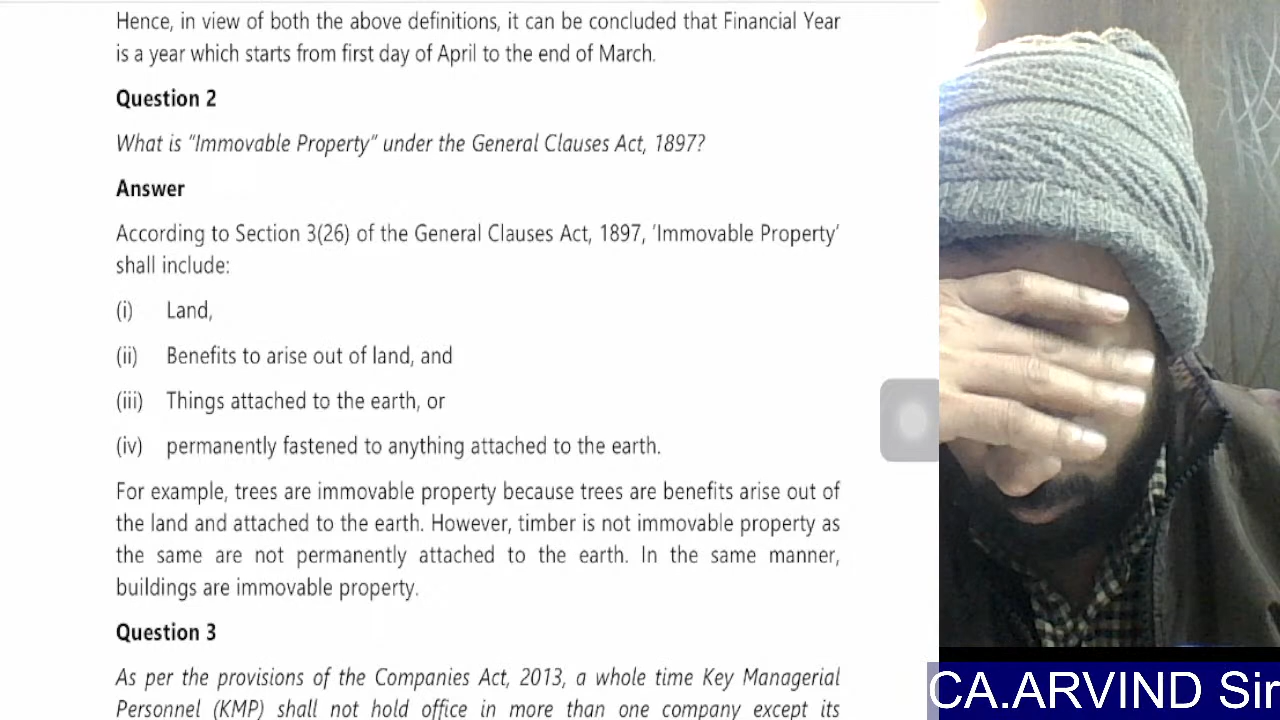 Hence, in view of both the above definitions, it can be concluded that Financial Year
is a year which starts from first day of April to the end of March.
Question 2
What is “Immovable Property” under the General Clauses Act, 1897?
Answer
According to Section 3(26) of the General Clauses Act, 1897, ‘Immovable Property’
shall include:
(i) Land,
(ii) Benefits to arise out of land, and
(iii) Things attached to the earth, or
(iv) permanently fastened to anything attached to the earth.
For example, trees are immovable property because trees are benefits arise out of
the land and attached to the earth. However, timber is not immovable property as
the same are not permanently attached to the earth. In the same manner,
buildings are immovable property.
Question 3
As per the provisions of the Companies Act, 2013, a whole time Key Managerial
Personnel (KMP) shall not hold office in more than one company except its
CA.ARVIND Sir